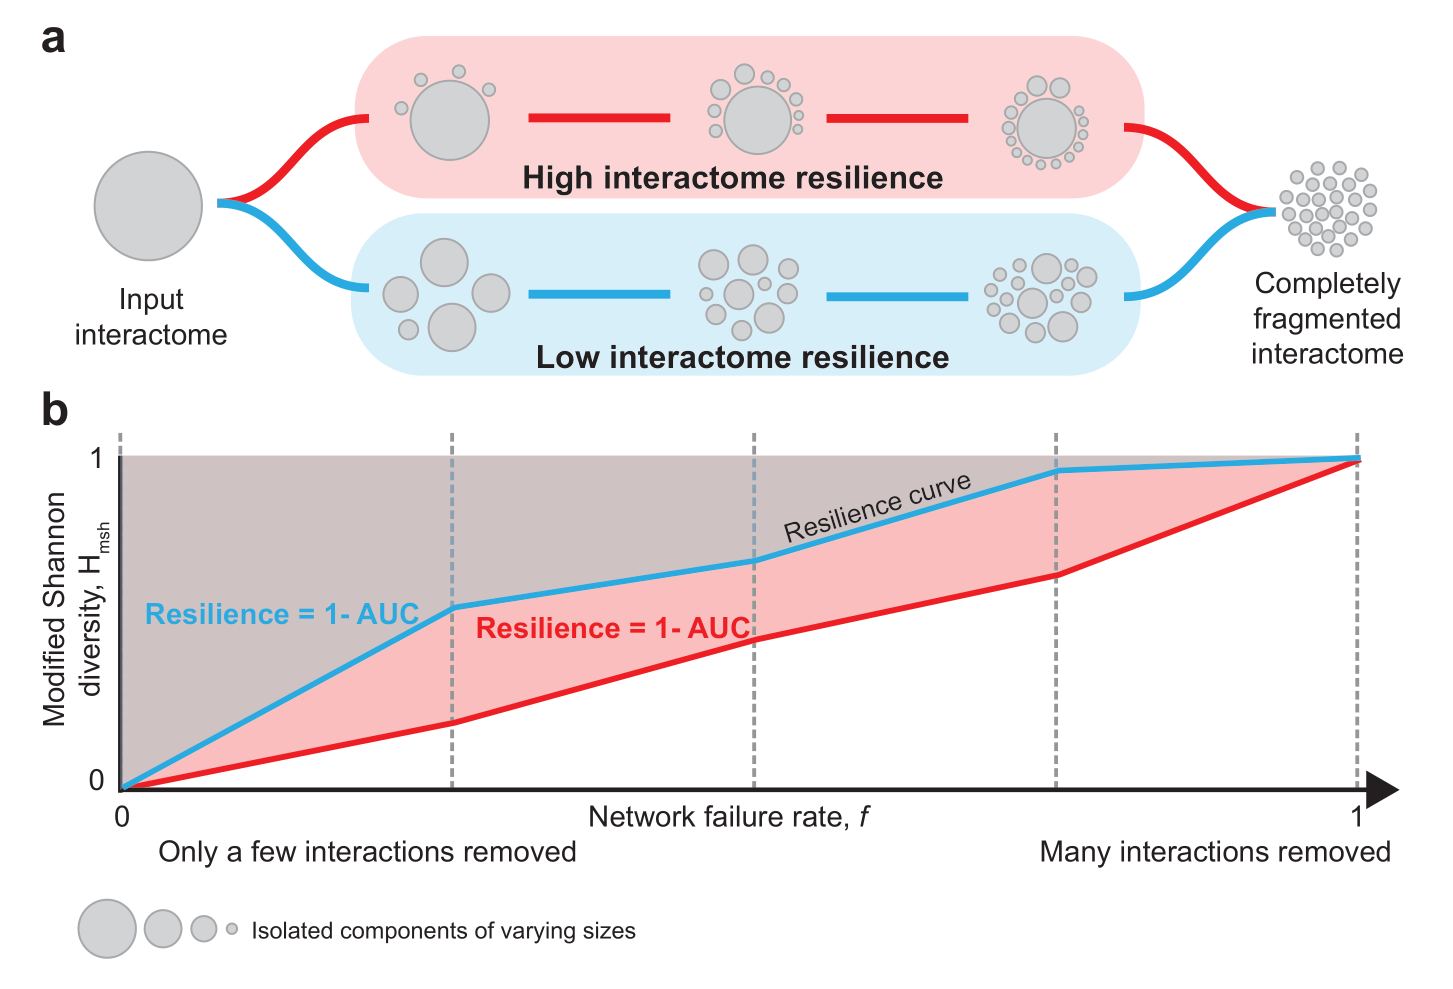 a
High interactome resilience
Input
interactome
Low interactome resilience
Completely
fragmented
interactome
b
1
Modified Shannon
diversity, Hmsh
0
Resilience curve
Resilience = 1- AUC
Resilience = 1- AUC
0
Network failure rate, f
1
Only a few interactions removed
Many interactions removed
Isolated components of varying sizes